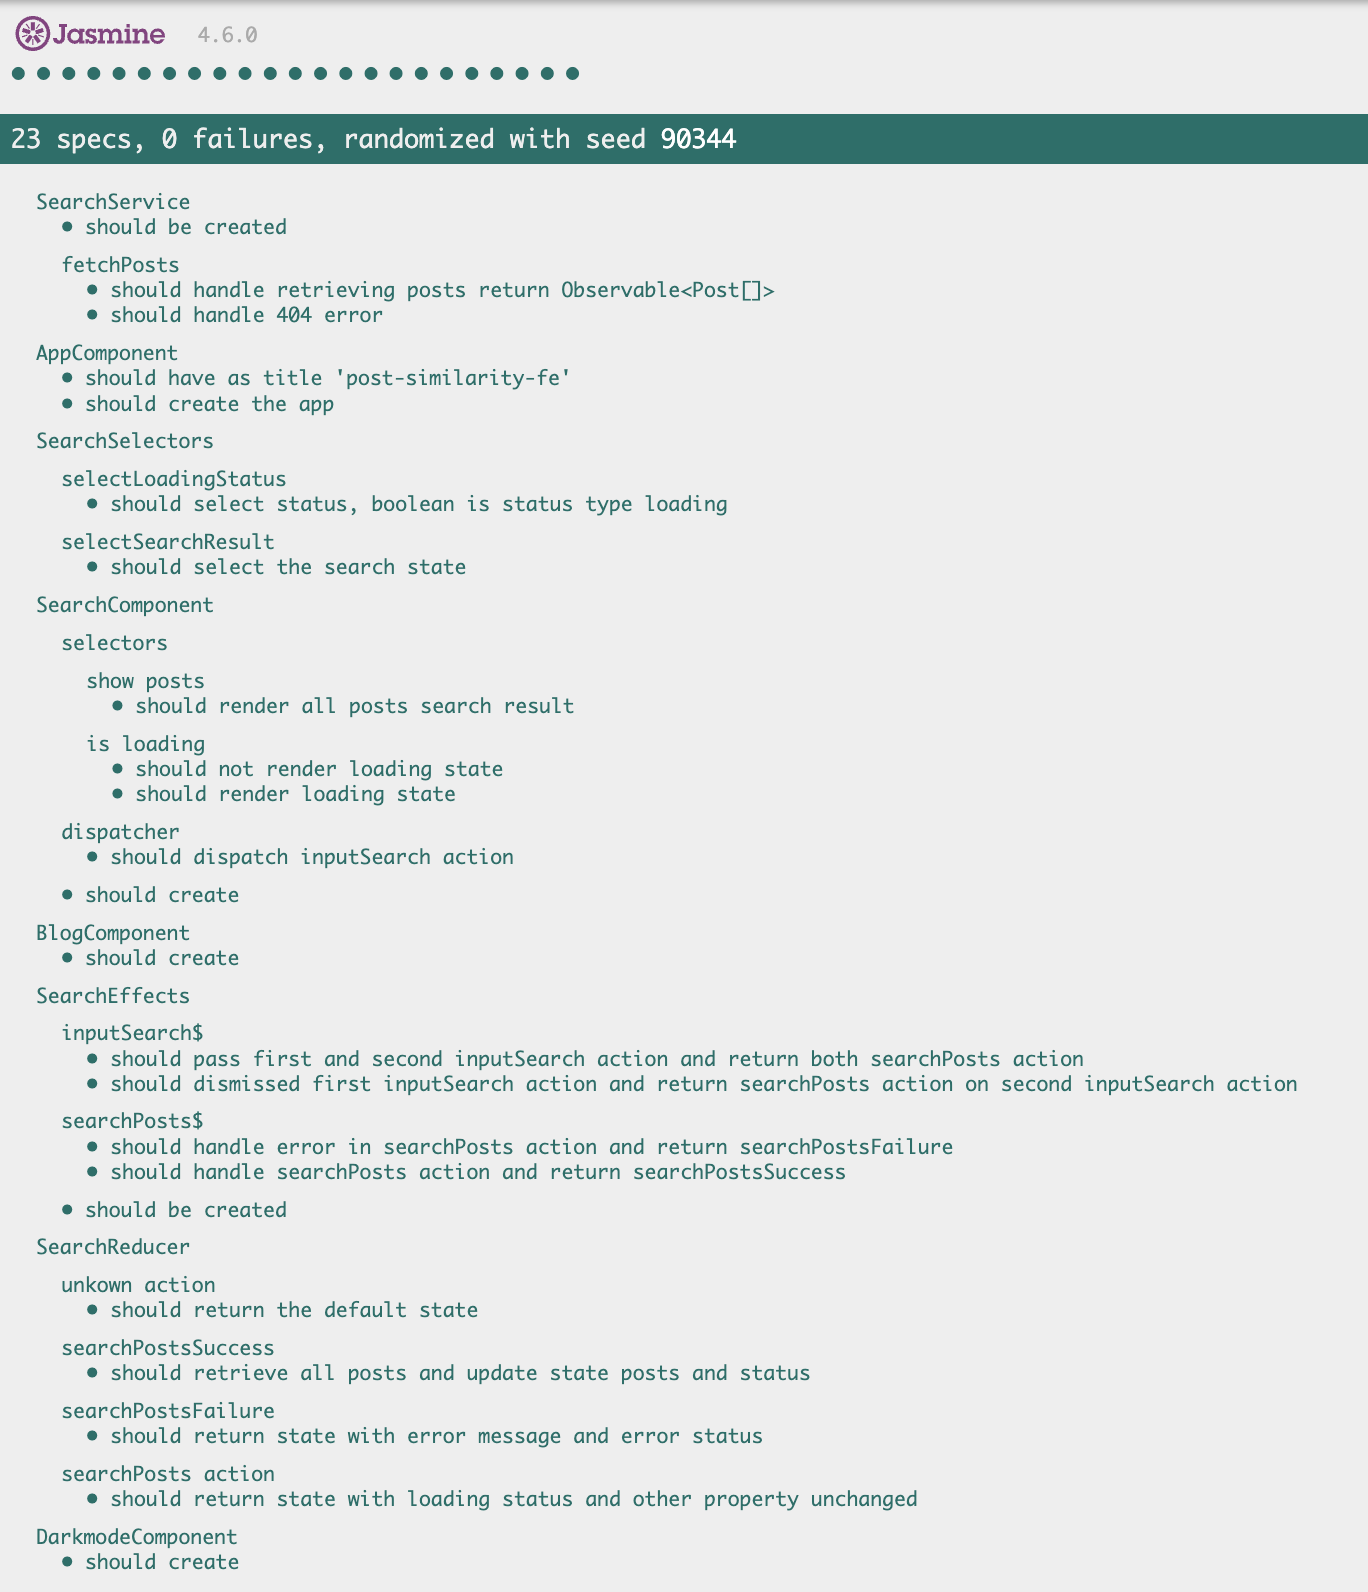 Jasmine 4.6.0
23 specs, 0 failures, randomized with seed 90344
SearchService
• should be created
fetchPosts
• should handle retrieving posts return Observable<Post[]>
• should handle 404 error
AppComponent
• should have as title 'post-similarity-fe'
• should create the app
SearchSelectors
selectLoadingStatus
• should select status, boolean is status type loading
selectSearchResult
• should select the search state
SearchComponent
selectors
show posts
• should render all posts search result
is loading
• should not render loading state
• should render loading state
dispatcher
• should dispatch inputSearch action
• should create
BlogComponent
• should create
SearchEffects
inputSearch$
• should pass first and second inputSearch action and return both searchPosts action
• should dismissed first inputSearch action and return searchPosts action on second inputSearch action
searchPosts$
• should handle error in searchPosts action and return searchPostsFailure
• should handle searchPosts action and return searchPostsSuccess
• should be created
SearchReducer
unkown action
• should return the default state
searchPostsSuccess
• should retrieve all posts and update state posts and status
searchPostsFailure
• should return state with error message and error status
searchPosts action
• should return state with loading status and other property unchanged
DarkmodeComponent
• should create